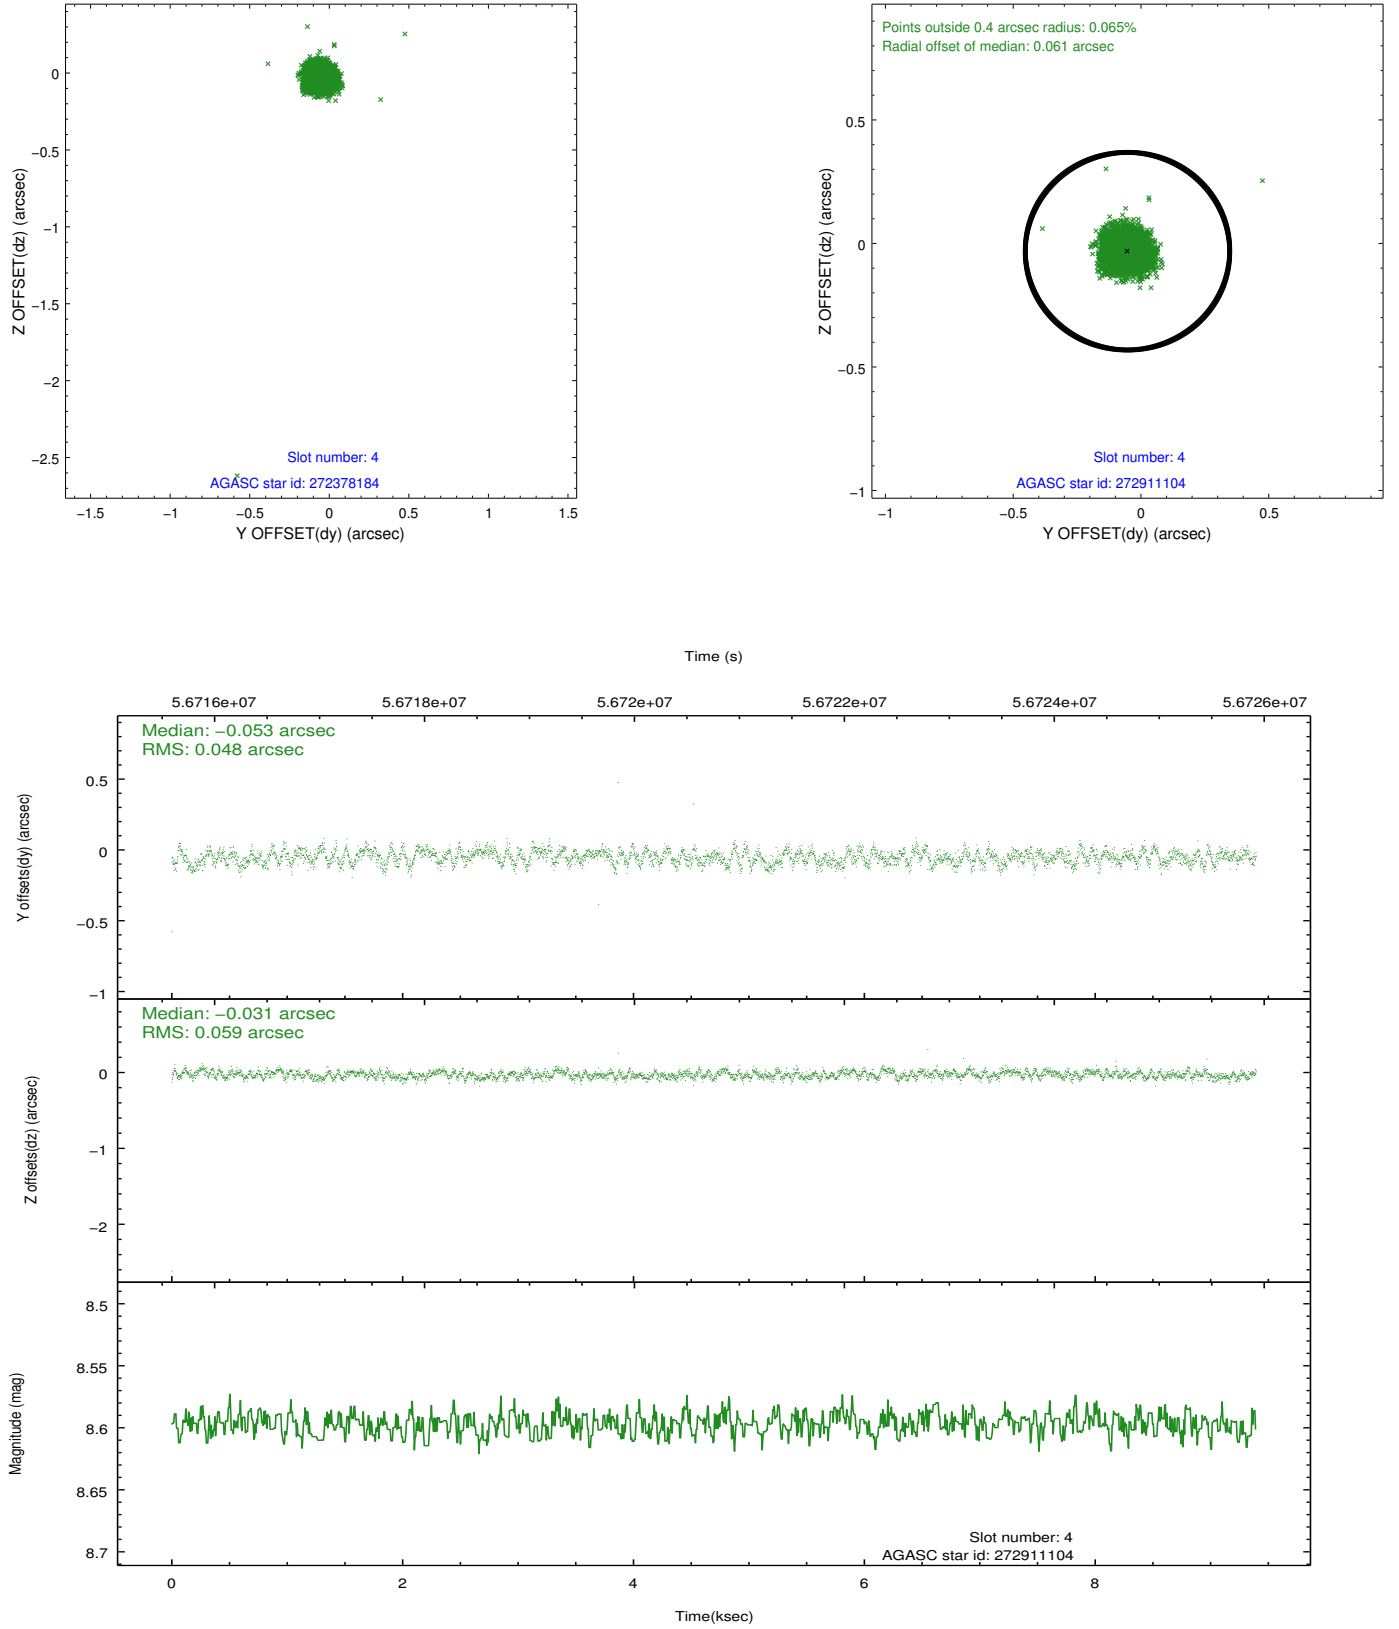 0
−0.5
−1
−1.5
−2
−2.5
−1.5
−1
−0.5
0
0.5
1
1.5
Z OFFSET(dz) (arcsec)
Y OFFSET(dy) (arcsec)
Slot number: 4
AGASC star id: 272378184
Points outside 0.4 arcsec radius: 0.065%
Radial offset of median: 0.061 arcsec
0.5
0
−0.5
−1
−1
−0.5
0
0.5
Z OFFSET(dz) (arcsec)
Y OFFSET(dy) (arcsec)
Slot number: 4
AGASC star id: 272911104
Time (s)
5.6716e+07
5.6718e+07
5.672e+07
5.6722e+07
5.6724e+07
5.6726e+07
Median: −0.053 arcsec
RMS: 0.048 arcsec
0.5
0
−0.5
−1
Y offsets(dy) (arcsec)
Median: −0.031 arcsec
RMS: 0.059 arcsec
0
−1
−2
Z offsets(dz) (arcsec)
8.5
8.55
8.6
8.65
8.7
Magnitude (mag)
Slot number: 4
AGASC star id: 272911104
0
2
4
6
8
Time(ksec)